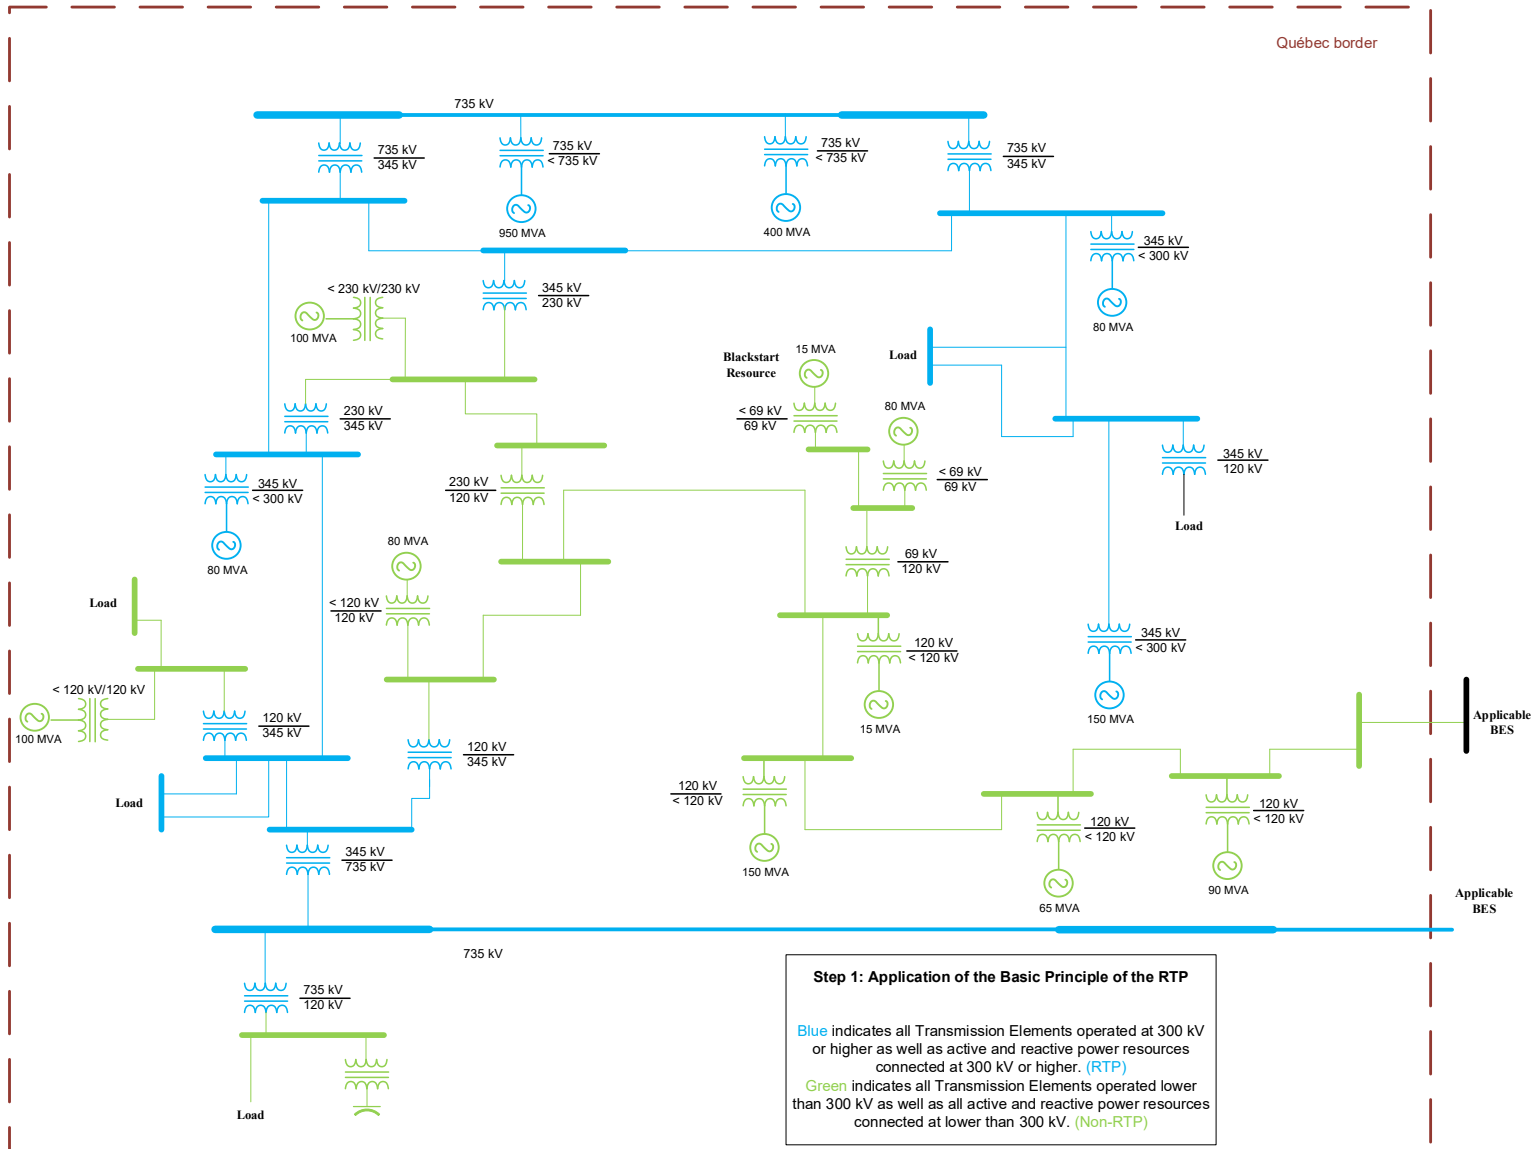 Québec border
735 kV
735 kV
345 kV
735 kV
< 735 kV
735 kV
< 735 kV
735 kV
345 kV
950 MVA
400 MVA
345 kV
< 300 kV
80 MVA
< 230 kV/230 kV
100 MVA
345 kV
230 kV
Blackstart
Resource
15 MVA
Load
< 69 kV
69 kV
80 MVA
230 kV
345 kV
< 69 kV
69 kV
345 kV
120 kV
Load
345 kV
< 300 kV
80 MVA
230 kV
120 kV
80 MVA
69 kV
120 kV
Load
< 120 kV
120 kV
345 kV
< 300 kV
150 MVA
120 kV
< 120 kV
15 MVA
< 120 kV/120 kV
100 MVA
120 kV
345 kV
120 kV
345 kV
Applicable
BES
Load
120 kV
< 120 kV
150 MVA
120 kV
< 120 kV
65 MVA
120 kV
< 120 kV
90 MVA
345 kV
735 kV
Applicable
BES
735 kV
735 kV
120 kV
Load
Step 1: Application of the Basic Principle of the RTP
Blue indicates all Transmission Elements operated at 300 kV
or higher as well as active and reactive power resources
connected at 300 kV or higher. (RTP)
Green indicates all Transmission Elements operated lower
than 300 kV as well as all active and reactive power resources
connected at lower than 300 kV. (Non-RTP)